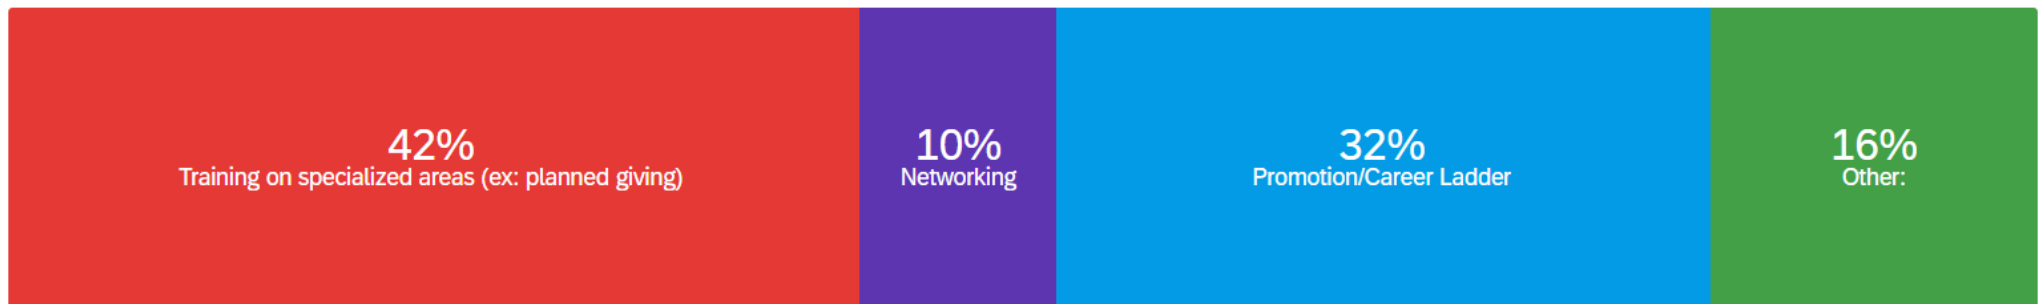 42%
Training on specialized areas (ex: planned giving)
10%
Networking
32%
Promotion/Career Ladder
16%
Other: